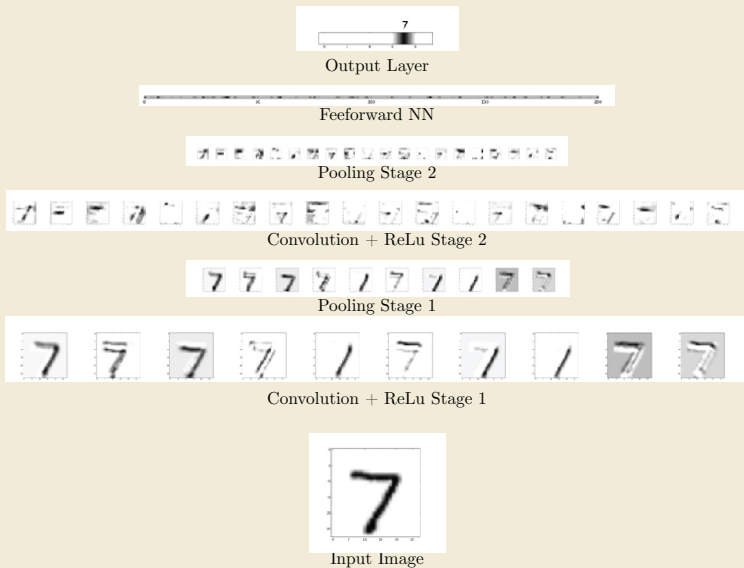 7
Output Layer
Feeforward NN
Pooling Stage 2
Convolution + ReLu Stage 2
Pooling Stage 1
Convolution + ReLu Stage 1
7
Input Image